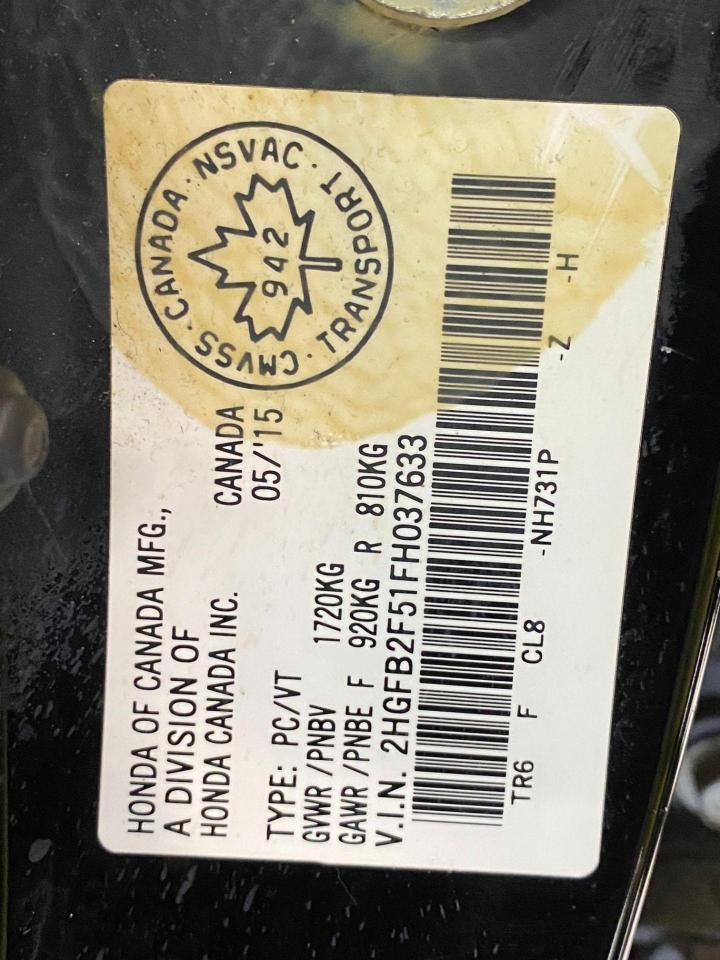 HONDA OF CANADA MFG.,
A DIVISION OF
HONDA CANADA INC.
CANADA
05/'15
CMVSS · CANADA · NSVAC · TRANSPORT ·
942
TYPE: PC/VT
GVWR /PNBV 1720KG
GAWR /PNBE F 920KG R 810KG
V.I.N. 2HGFB2F51FH037633
TR6 F CL8 -NH731P -Z -H